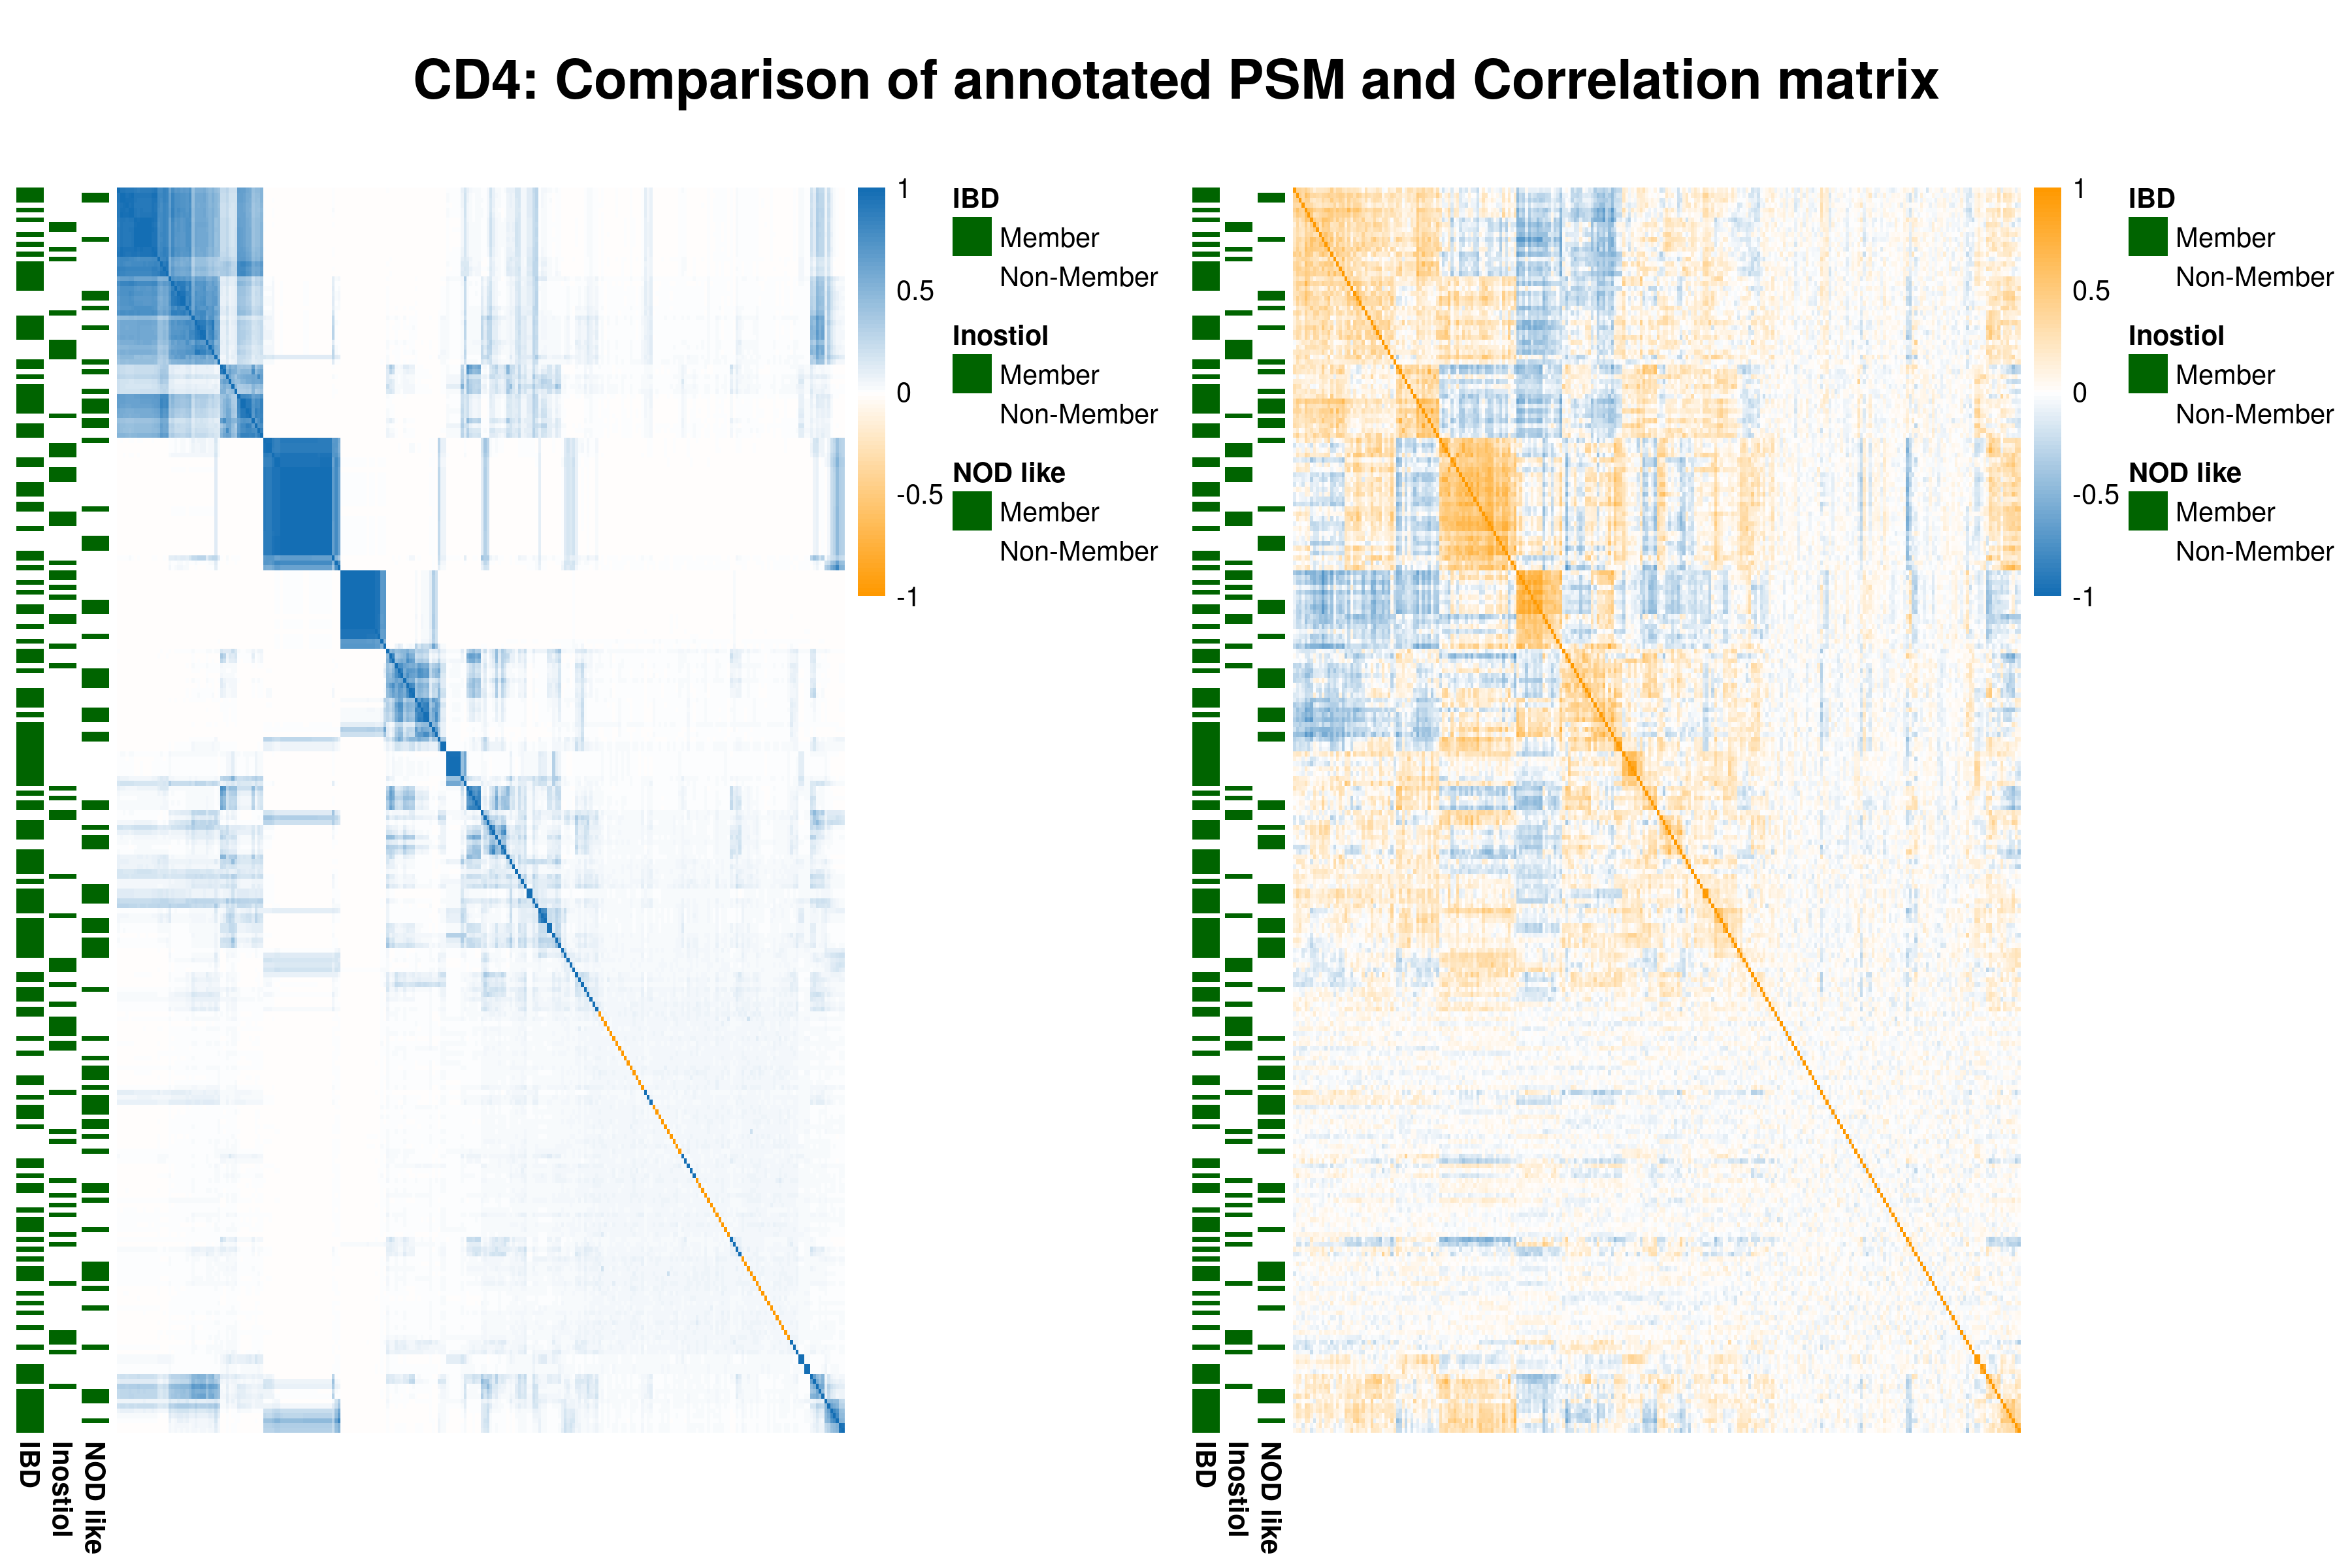 CD4: Comparison of annotated PSM and Correlation matrix
1
0.5
0
-0.5
-1
IBD
Member
Non-Member
Inostiol
Member
Non-Member
NOD like
Member
Non-Member
IBD
Inostiol
NOD like
1
0.5
0
-0.5
-1
IBD
Member
Non-Member
Inostiol
Member
Non-Member
NOD like
Member
Non-Member
IBD
Inostiol
NOD like